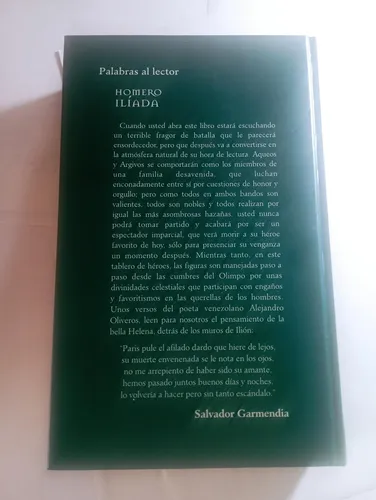 Palabras al lector
HOMERO
ILÍADA
Cuando usted abra este libro estará escuchando
un terrible fragor de batalla que le parecerá
ensordecedor, pero que después va a convertirse en la
atmósfera natural de su hora de lectura. Aqueos
y Argivos se comportarán como los miembros de
una familia desavenida, que luchan
enconadamente entre sí por cuestiones de honor y
orgullo; pero como todos en ambos bandos son
valientes, todos son nobles y todos realizan por
igual las más asombrosas hazañas, usted nunca
podrá tomar partido y acabará por ser un
espectador imparcial, que verá morir a su héroe
favorito de hoy, sólo para presenciar su venganza
un momento después. Mientras tanto, en este
tablero de héroes, las figuras son manejadas paso a
paso desde las cumbres del Olimpo por unas
divinidades celestiales que participan con engaños
y favoritismos en las querellas de los hombres.
Unos versos del poeta venezolano Alejandro
Oliveros, leen para nosotros el pensamiento de la
bella Helena, detrás de los muros de Ilión:
"Paris pule el afilado dardo que hiere de lejos,
su muerte envenenada se le nota en los ojos,
no me arrepiento de haber sido su amante,
hemos pasado juntos buenos días y noches,
lo volvería a hacer pero sin tanto escándalo."
Salvador Garmendia